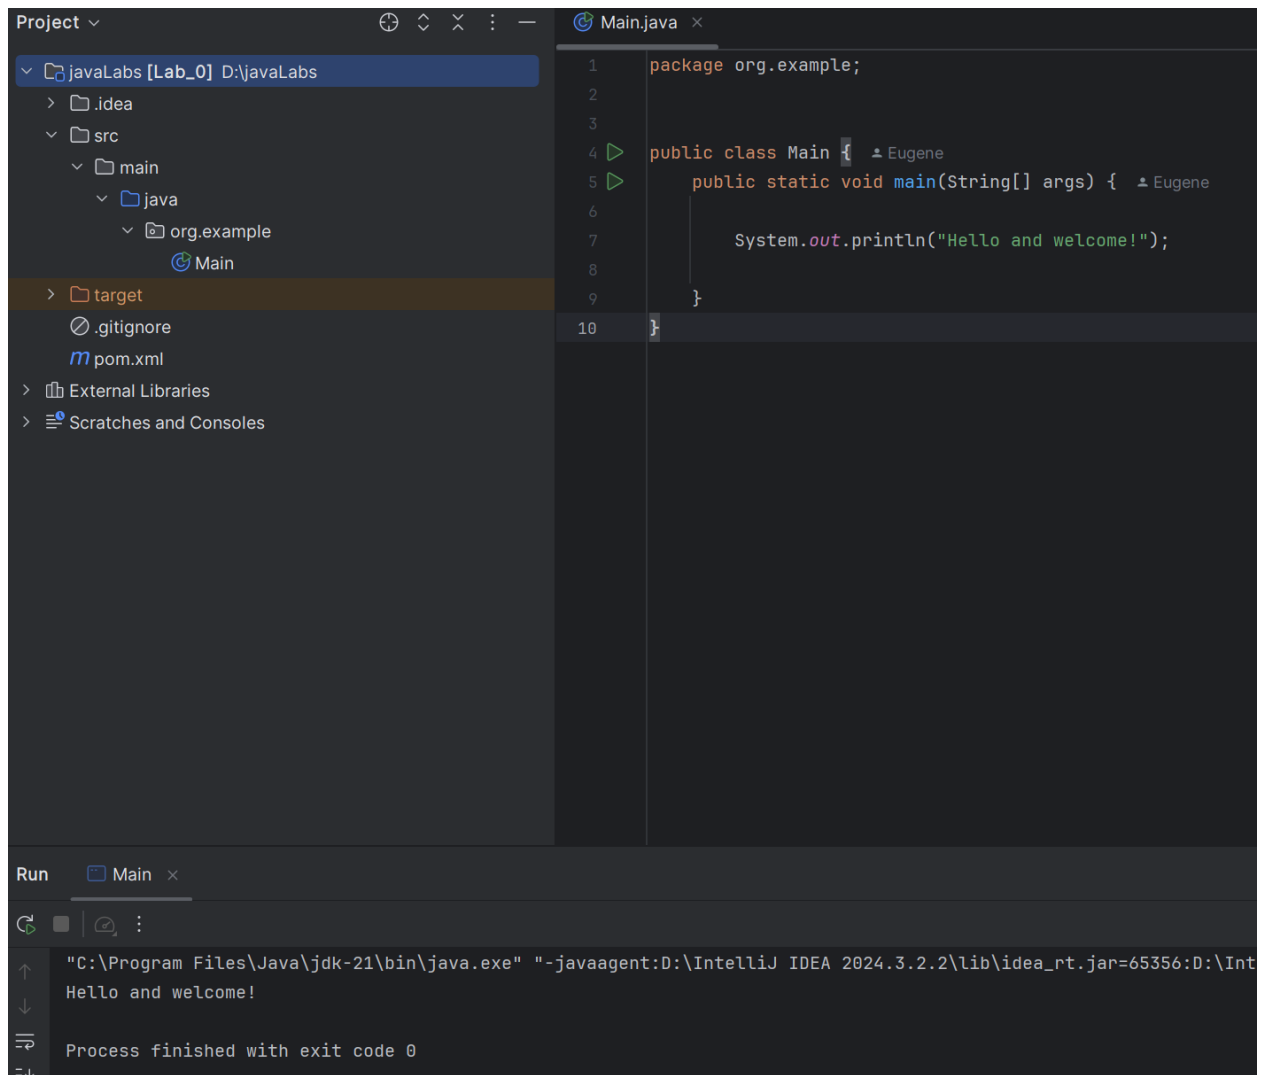 Project
javaLabs [Lab_0] D:\javaLabs
.idea
src
main
java
org.example
Main
target
.gitignore
pom.xml
External Libraries
Scratches and Consoles
Main.java
1 package org.example;
2
3
4 public class Main { Eugene
5 public static void main(String[] args) { Eugene
6
7 System.out.println("Hello and welcome!");
8
9 }
10 }
Run Main
"C:\Program Files\Java\jdk-21\bin\java.exe" "-javaagent:D:\IntelliJ IDEA 2024.3.2.2\lib\idea_rt.jar=65356:D:\Int
Hello and welcome!
Process finished with exit code 0